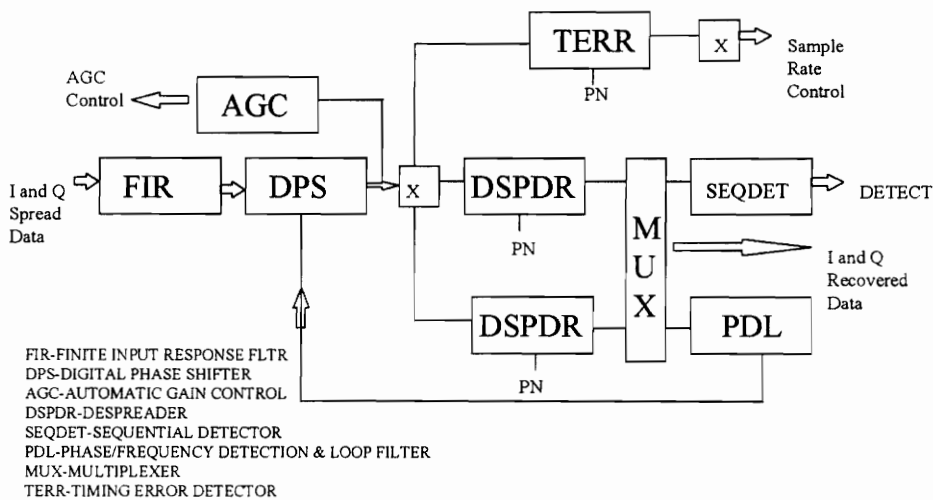 TERR
X
Sample
Rate
Control
PN
AGC
Control
AGC
I and Q
Spread
Data
FIR
DPS
X
DSPDR
PN
MUX
SEQDET
DETECT
I and Q
Recovered
Data
DSPDR
PN
PDL
FIR-FINITE INPUT RESPONSE FLTR
DPS-DIGITAL PHASE SHIFTER
AGC-AUTOMATIC GAIN CONTROL
DSPDR-DESPREADER
SEQDET-SEQUENTIAL DETECTOR
PDL-PHASE/FREQUENCY DETECTION & LOOP FILTER
MUX-MULTIPLEXER
TERR-TIMING ERROR DETECTOR